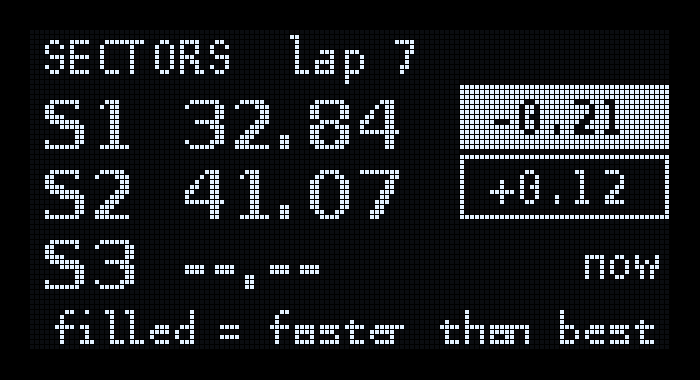 SECTORS lap 7
S1 32.84 -0.21
S2 41.07 +0.12
S3 --.-- now
filled = faster than best